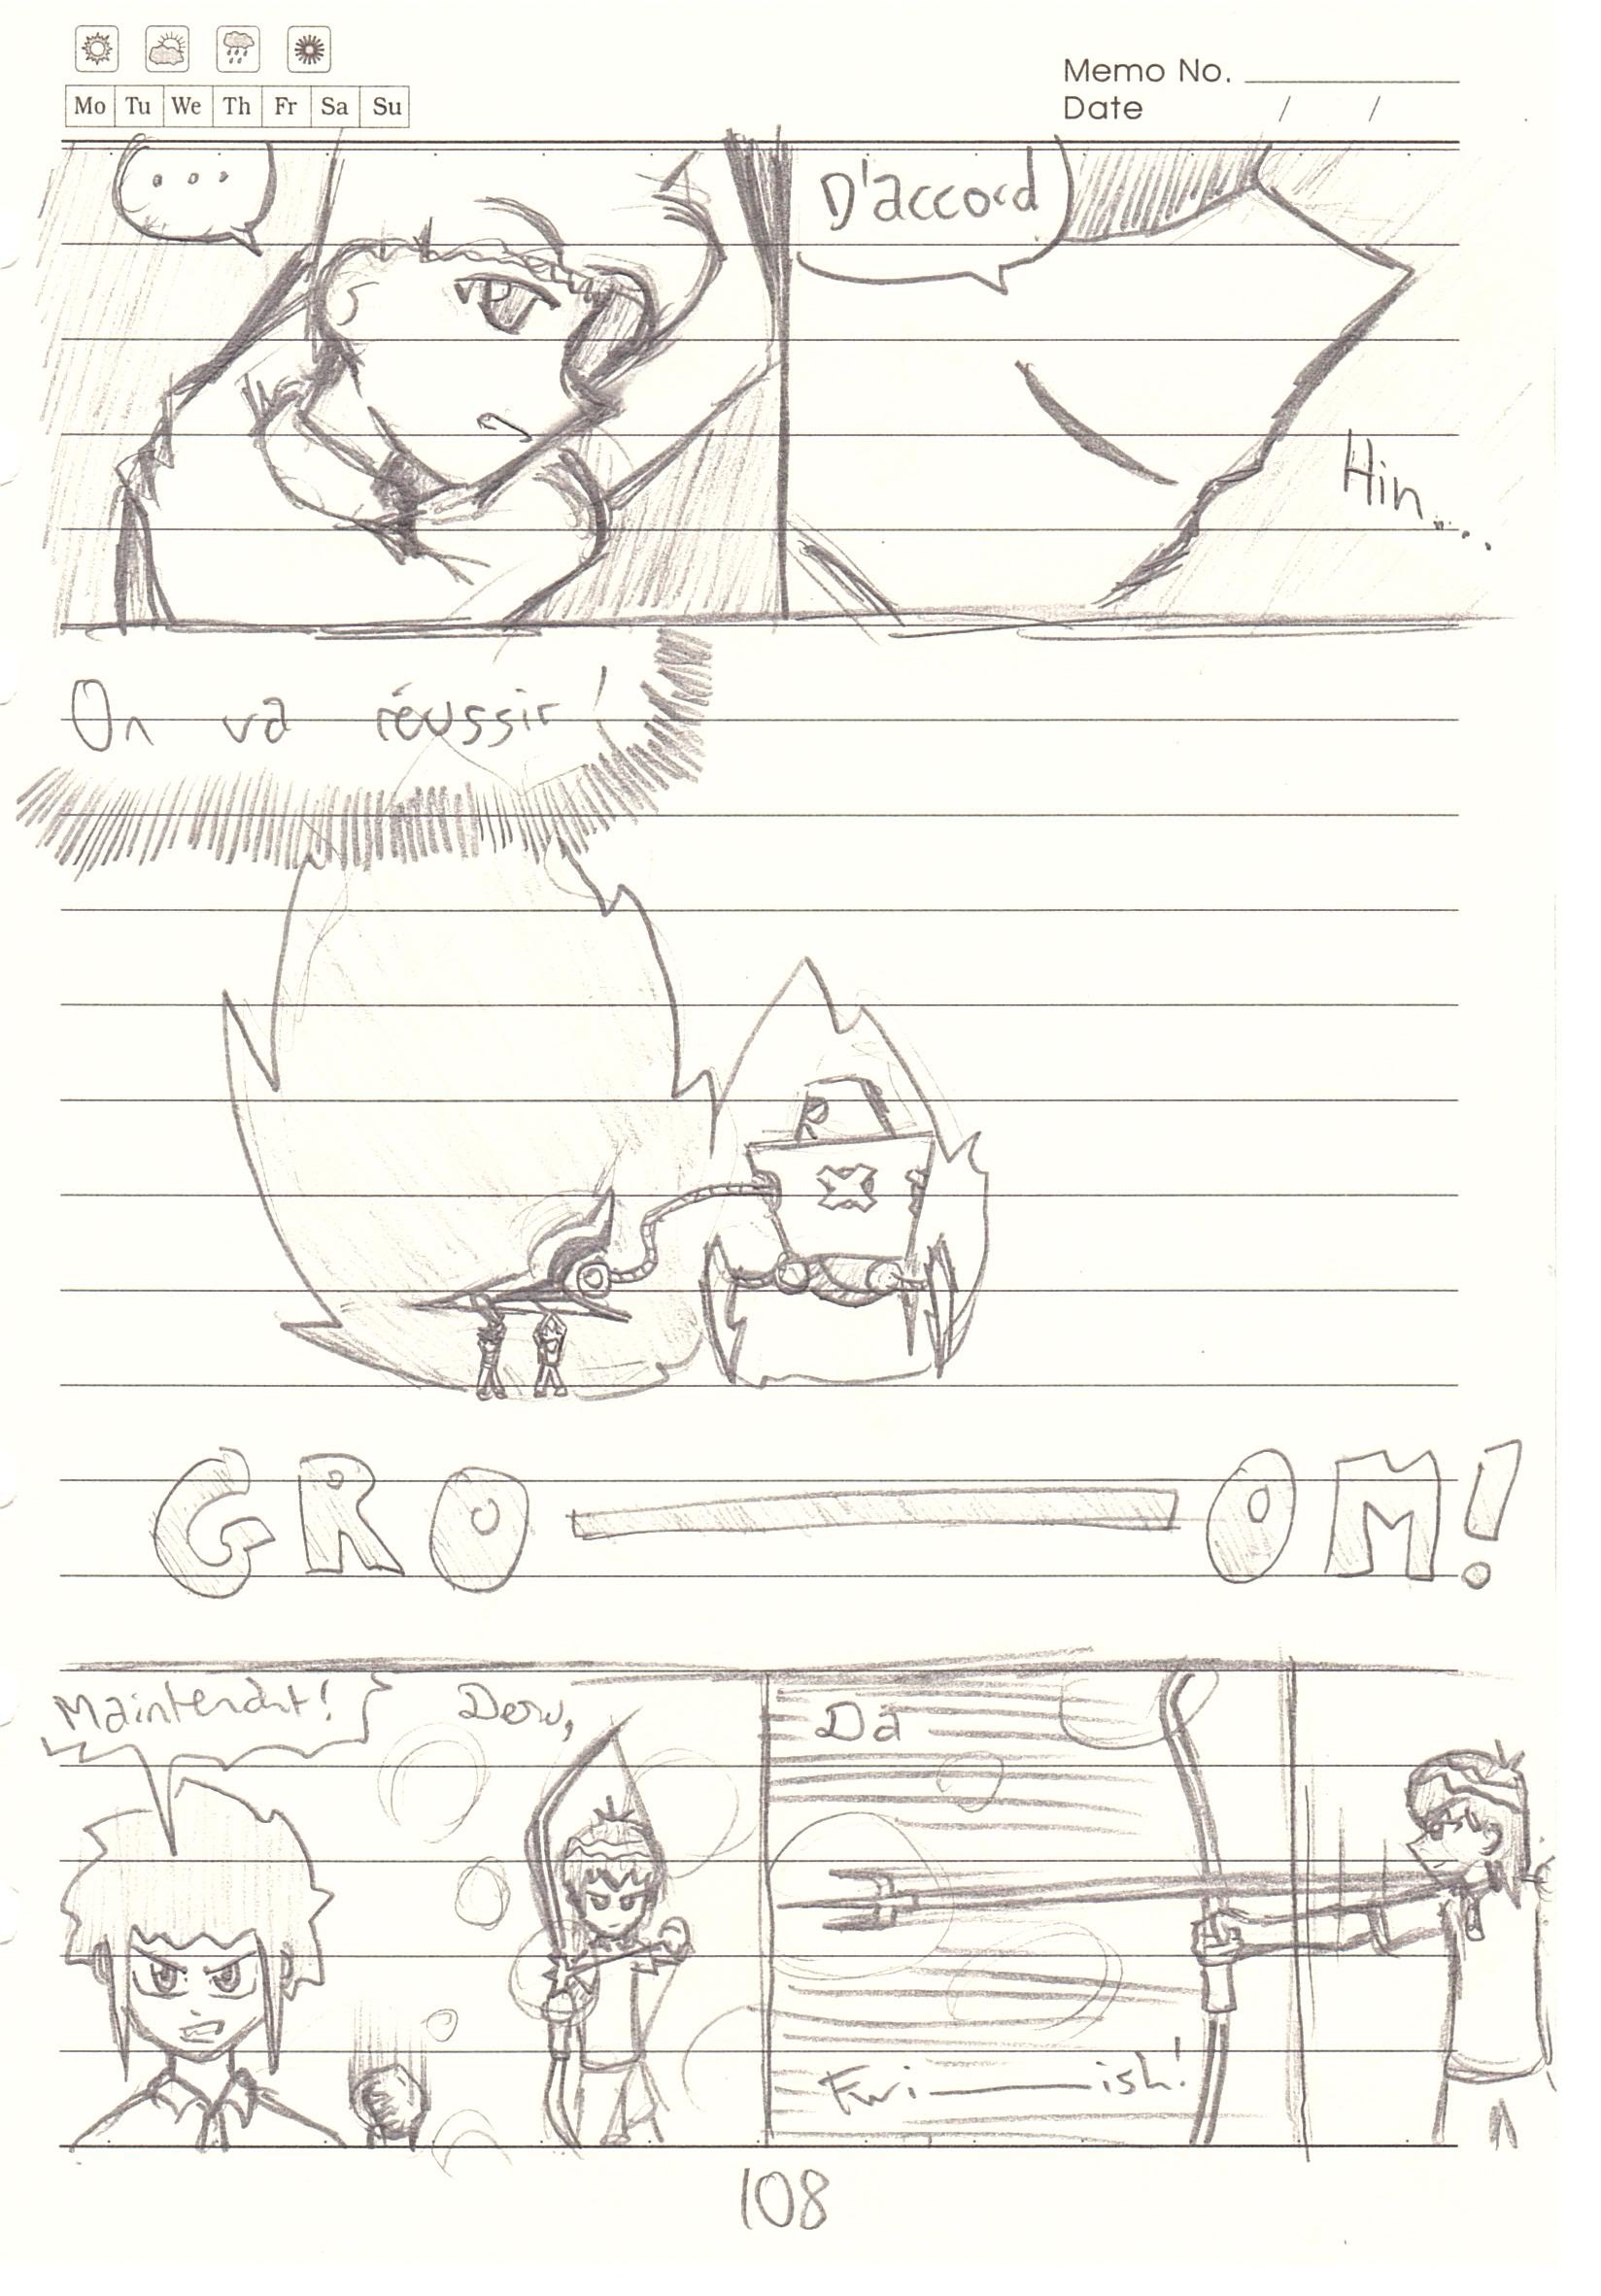 Memo No.
Mo Tu We Th Fr Sa Su
Date / /
...
D'accord
Hin...
On va réussir!
GRO—OM!
Maintenant!
Derv,
Da
Fwi—ish!
108